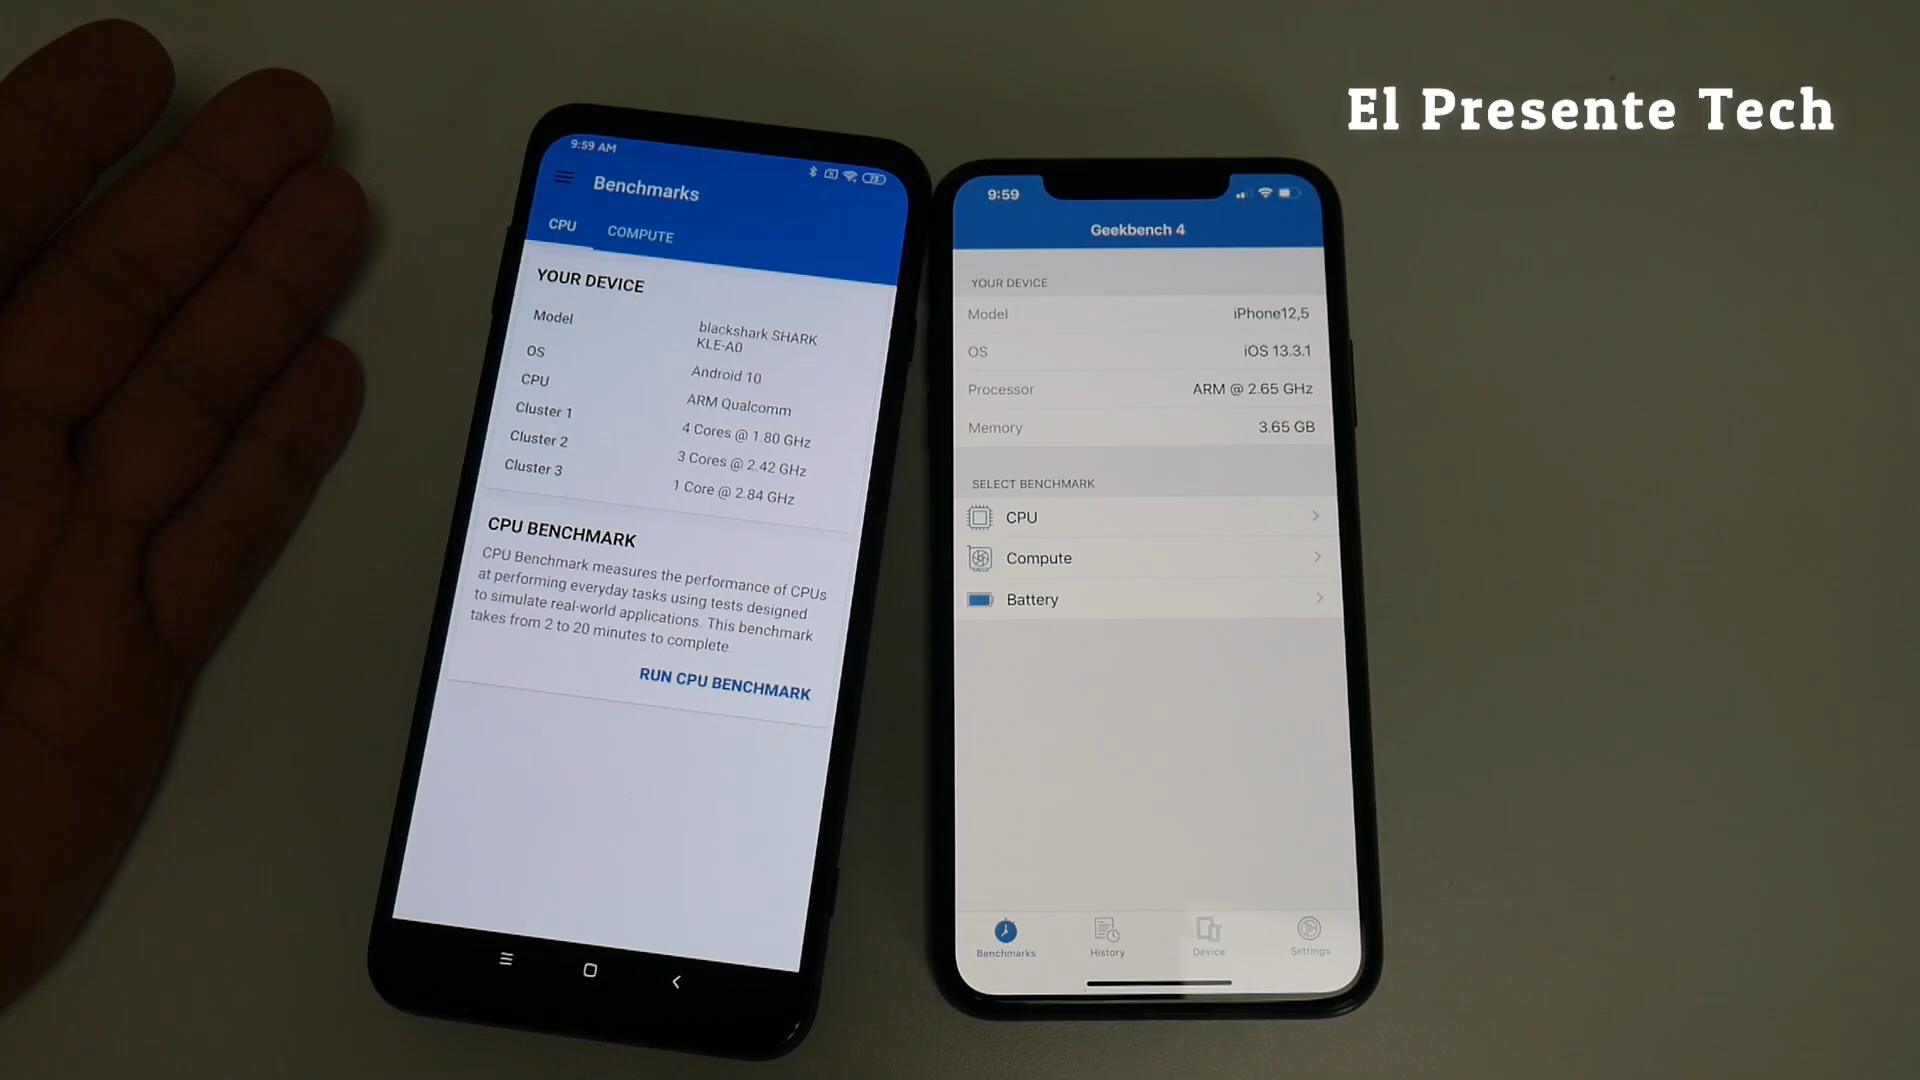 El Presente Tech
9:59 AM
73
Benchmarks
CPU COMPUTE
YOUR DEVICE
Model blackshark SHARK
KLE-A0
OS Android 10
CPU ARM Qualcomm
Cluster 1 4 Cores @ 1.80 GHz
Cluster 2 3 Cores @ 2.42 GHz
Cluster 3 1 Core @ 2.84 GHz
CPU BENCHMARK
CPU Benchmark measures the performance of CPUs
at performing everyday tasks using tests designed
to simulate real-world applications. This benchmark
takes from 2 to 20 minutes to complete.
RUN CPU BENCHMARK
9:59
Geekbench 4
YOUR DEVICE
Model iPhone12,5
OS iOS 13.3.1
Processor ARM @ 2.65 GHz
Memory 3.65 GB
SELECT BENCHMARK
CPU
Compute
Battery
Benchmarks History Device Settings